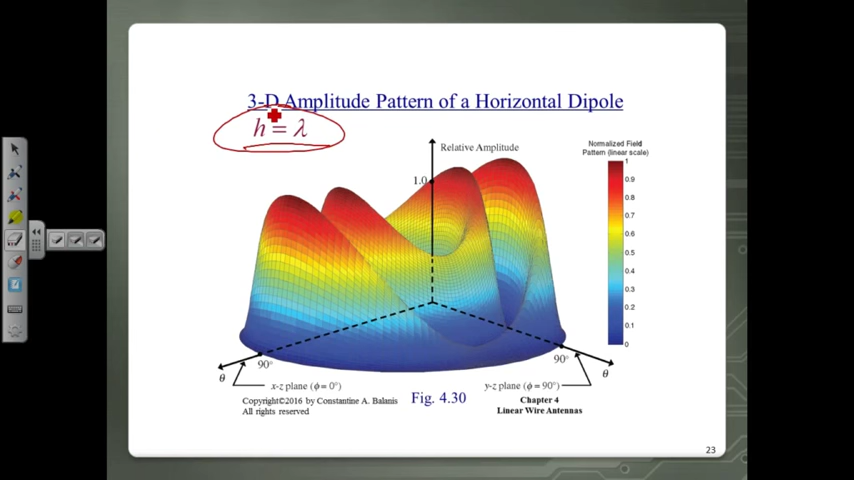 3-D Amplitude Pattern of a Horizontal Dipole
h = λ
Relative Amplitude
Normalized Field
Pattern (linear scale)
1.0
1
0.9
0.8
0.7
0.6
0.5
0.4
0.3
0.2
0.1
0
90°
90°
θ
θ
x-z plane (ϕ = 0°)
y-z plane (ϕ = 90°)
Copyright©2016 by Constantine A. Balanis
All rights reserved
Fig. 4.30
Chapter 4
Linear Wire Antennas
23